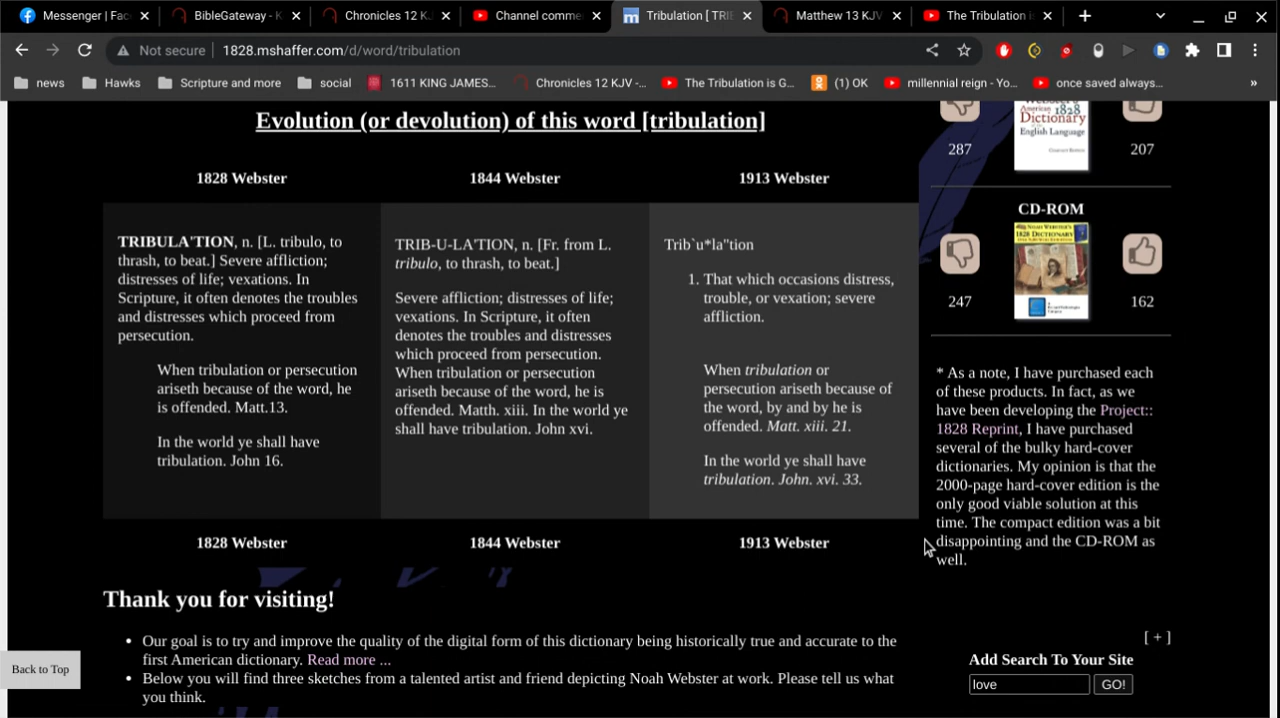 Messenger | Fac
BibleGateway - K
Chronicles 12 KJ
Channel comme
Tribulation [ TRIE
Matthew 13 KJV
The Tribulation is
Not secure
1828.mshaffer.com/d/word/tribulation
news
Hawks
Scripture and more
social
1611 KING JAMES...
Chronicles 12 KJV -...
The Tribulation is G...
(1) OK
millennial reign - Yo...
once saved always...
»
Evolution (or devolution) of this word [tribulation]
1828 Webster
1844 Webster
1913 Webster
TRIBULA'TION, n. [L. tribulo, to
thrash, to beat.] Severe affliction;
distresses of life; vexations. In
Scripture, it often denotes the troubles
and distresses which proceed from
persecution.
When tribulation or persecution
ariseth because of the word, he
is offended. Matt.13.
In the world ye shall have
tribulation. John 16.
TRIB-U-LA'TION, n. [Fr. from L.
tribulo, to thrash, to beat.]
Severe affliction; distresses of life;
vexations. In Scripture, it often
denotes the troubles and distresses
which proceed from persecution.
When tribulation or persecution
ariseth because of the word, he is
offended. Matth. xiii. In the world ye
shall have tribulation. John xvi.
Trib`u*la"tion
1. That which occasions distress,
trouble, or vexation; severe
affliction.
When tribulation or
persecution ariseth because of
the word, by and by he is
offended. Matt. xiii. 21.
In the world ye shall have
tribulation. John. xvi. 33.
1828 Webster
1844 Webster
1913 Webster
Thank you for visiting!
• Our goal is to try and improve the quality of the digital form of this dictionary being historically true and accurate to the
first American dictionary. Read more ...
• Below you will find three sketches from a talented artist and friend depicting Noah Webster at work. Please tell us what
you think.
Back to Top
American 1828
Dictionary
English Language
287
207
CD-ROM
NOAH WEBSTER'S
1828 DICTIONARY
247
162
* As a note, I have purchased each
of these products. In fact, as we
have been developing the Project::
1828 Reprint, I have purchased
several of the bulky hard-cover
dictionaries. My opinion is that the
2000-page hard-cover edition is the
only good viable solution at this
time. The compact edition was a bit
disappointing and the CD-ROM as
well.
[ + ]
Add Search To Your Site
love
GO!